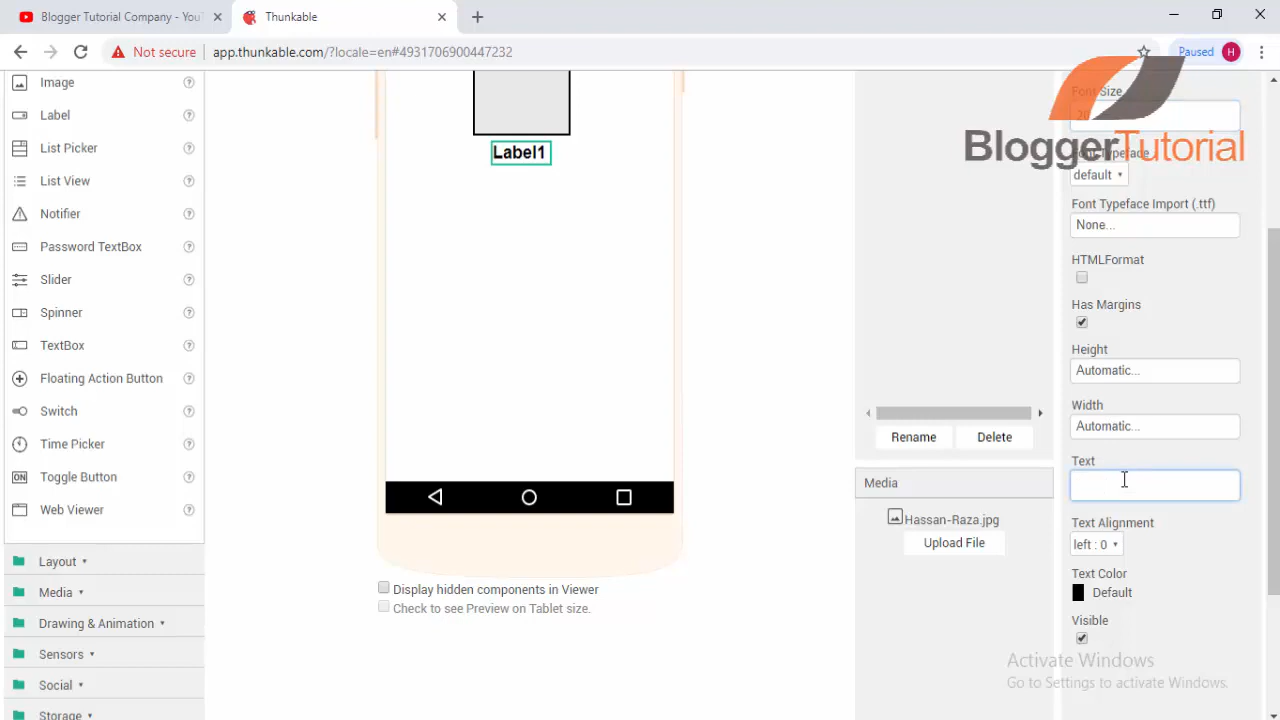 Blogger Tutorial Company - YouT
Thunkable
Not secure
app.thunkable.com/?locale=en#4931706900447232
Paused
H
Image
Label
List Picker
List View
Notifier
Password TextBox
Slider
Spinner
TextBox
Floating Action Button
Switch
Time Picker
ON
Toggle Button
Web Viewer
Layout
Media
Drawing & Animation
Sensors
Social
Storage
Label1
Display hidden components in Viewer
Check to see Preview on Tablet size.
Rename
Delete
Media
Hassan-Raza.jpg
Upload File
Font Size
20
BloggerTutorial
Typeface
default
Font Typeface Import (.ttf)
None...
HTMLFormat
Has Margins
Height
Automatic...
Width
Automatic...
Text
Text Alignment
left : 0
Text Color
Default
Visible
Activate Windows
Go to Settings to activate Windows.